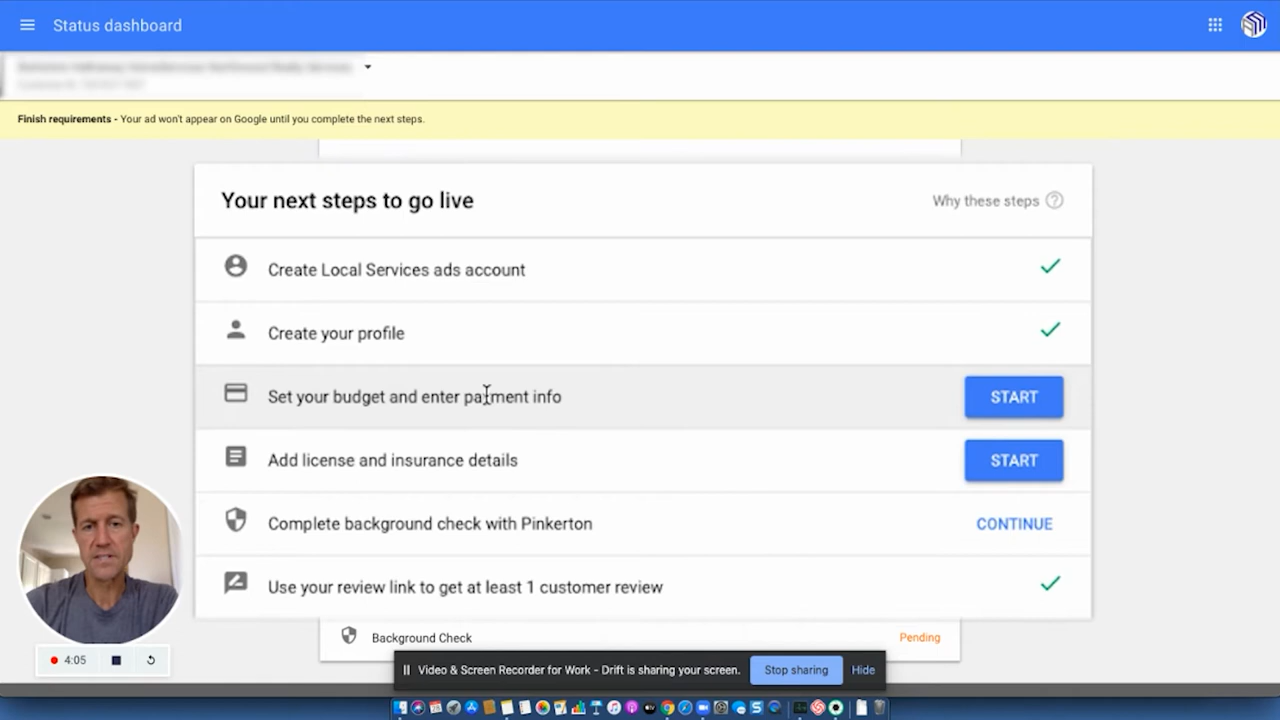 Status dashboard
Finish requirements - Your ad won't appear on Google until you complete the next steps.
Your next steps to go live
Why these steps ?
Create Local Services ads account
Create your profile
Set your budget and enter payment info
START
Add license and insurance details
START
Complete background check with Pinkerton
CONTINUE
Use your review link to get at least 1 customer review
Background Check
Pending
4:05
Video & Screen Recorder for Work - Drift is sharing your screen.
Stop sharing
Hide